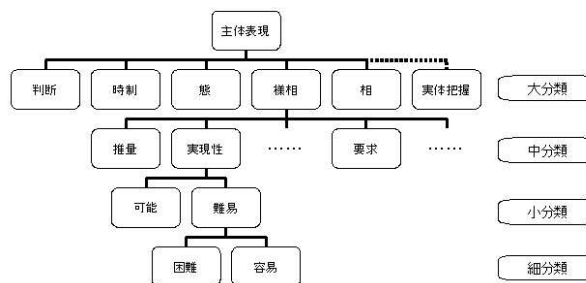 主体表現
判断 時制 態 様相 相 実体把握 大分類
推量 実現性 …… 要求 …… 中分類
可能 難易 小分類
困難 容易 細分類